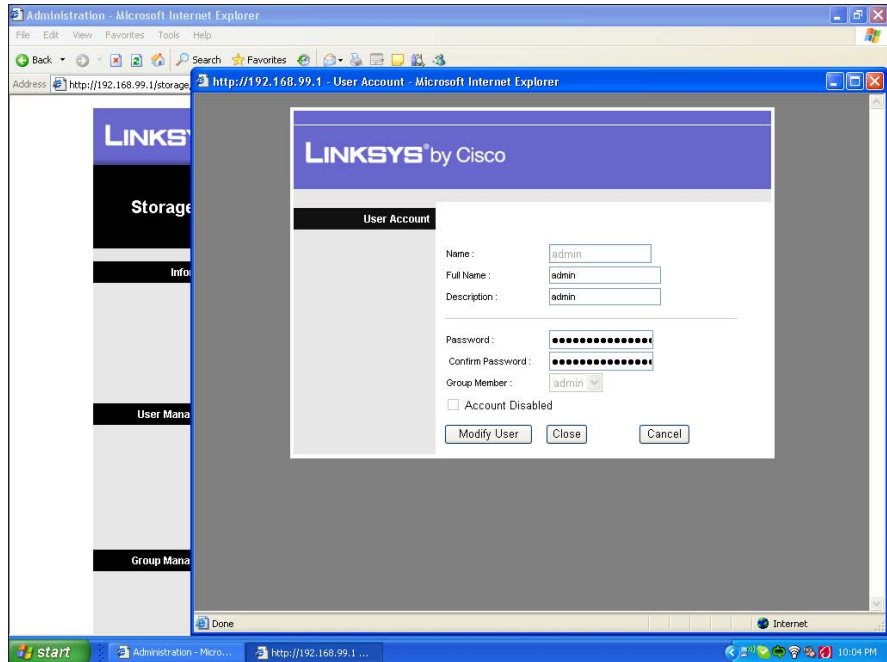 Administration - Microsoft Internet Explorer
File Edit View Favorites Tools Help
Back Search Favorites
Address http://192.168.99.1/storage
http://192.168.99.1 - User Account - Microsoft Internet Explorer
LINKSYS
LINKSYS® by Cisco
Storage
User Account
Name : admin
Full Name : admin
Description : admin
Password :
Confirm Password :
Group Member : admin
Account Disabled
Modify User Close Cancel
Infor
User Mana
Group Mana
Done Internet
start Administration - Micro... http://192.168.99.1 ... 10:04 PM